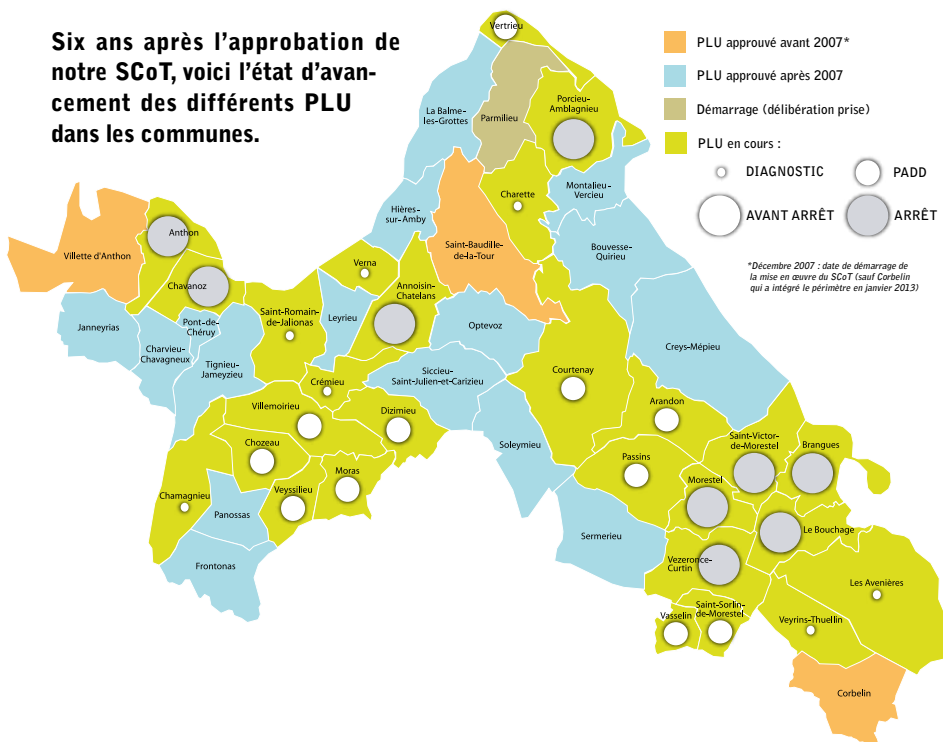 Six ans après l'approbation de
notre SCoT, voici l'état d'avan-
cement des différents PLU
dans les communes.
PLU approuvé avant 2007*
PLU approuvé après 2007
Démarrage (délibération prise)
PLU en cours :
DIAGNOSTIC
PADD
AVANT ARRÊT
ARRÊT
*Décembre 2007 : date de démarrage de
la mise en œuvre du SCoT (sauf Corbelin
qui a intégré le périmètre en janvier 2013)
Vertrieu
La Balme-
les-Grottes
Parmilieu
Porcieu-
Amblagnieu
Charette
Montalieu-
Vercieu
Hières-
sur-Amby
Saint-Baudille-
de-la-Tour
Bouvesse-
Quirieu
Anthon
Villette d'Anthon
Verna
Chavanoz
Annoisin-
Chatelans
Saint-Romain-
de-Jalionas
Leyrieu
Optevoz
Creys-Mépieu
Janneyrias
Pont-de-
Chéruy
Charvieu-
Chavagneux
Tignieu-
Jameyzieu
Crémieu
Siccieu-
Saint-Julien-et-Carizieu
Courtenay
Villemoirieu
Dizimieu
Arandon
Chozeau
Soleymieu
Saint-Victor-
de-Morestel
Brangues
Passins
Moras
Veyssilieu
Morestel
Chamagnieu
Panossas
Le Bouchage
Sermerieu
Frontonas
Vezeronce-
Curtin
Les Avenières
Vasselin
Saint-Sorlin-
de-Morestel
Veyrins-Thuellin
Corbelin